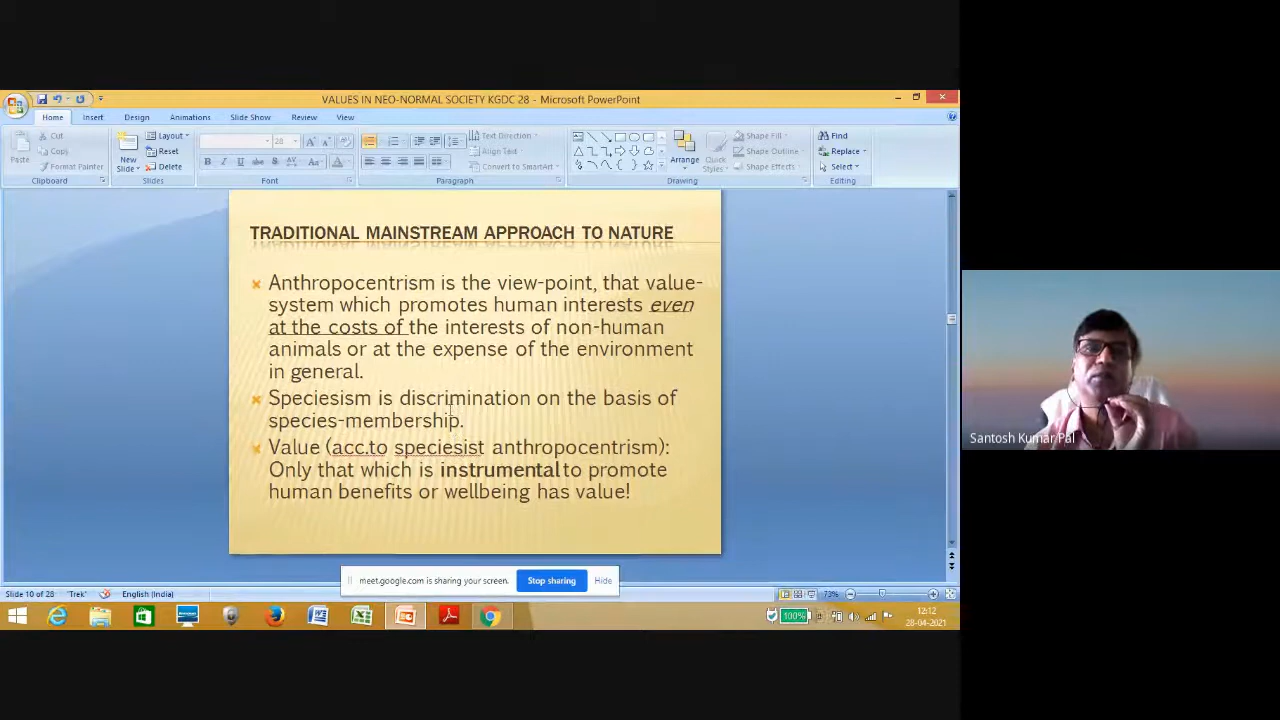 VALUES IN NEO-NORMAL SOCIETY KGDC 28 - Microsoft PowerPoint
Home Insert Design Animations Slide Show Review View
Cut
Copy
Format Painter
Paste
Clipboard
New
Slide
Layout
Reset
Delete
Slides
28
Font
Text Direction
Align Text
Convert to SmartArt
Paragraph
Arrange
Quick
Styles
Shape Fill
Shape Outline
Shape Effects
Drawing
Find
Replace
Select
Editing
TRADITIONAL MAINSTREAM APPROACH TO NATURE
Anthropocentrism is the view-point, that value-
system which promotes human interests even
at the costs of the interests of non-human
animals or at the expense of the environment
in general.
Speciesism is discrimination on the basis of
species-membership.
Value (acc.to speciesist anthropocentrism):
Only that which is instrumental to promote
human benefits or wellbeing has value!
Santosh Kumar Pal
meet.google.com is sharing your screen. Stop sharing Hide
Slide 10 of 28 "Trek" English (India) 73%
100% 12:12
28-04-2021